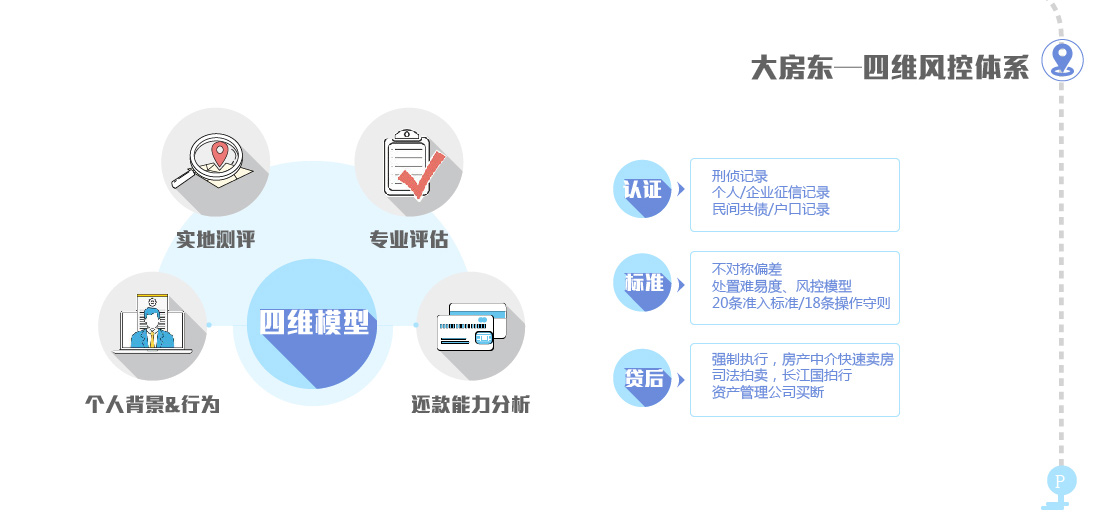 大房东—四维风控体系
实地测评
专业评估
四维模型
个人背景&行为
还款能力分析
认证
刑侦记录
个人/企业征信记录
民间共债/户口记录
标准
不对称偏差
处置难易度、风控模型
20条准入标准/18条操作守则
贷后
强制执行，房产中介快速卖房
司法拍卖，长江国拍行
资产管理公司买断
P